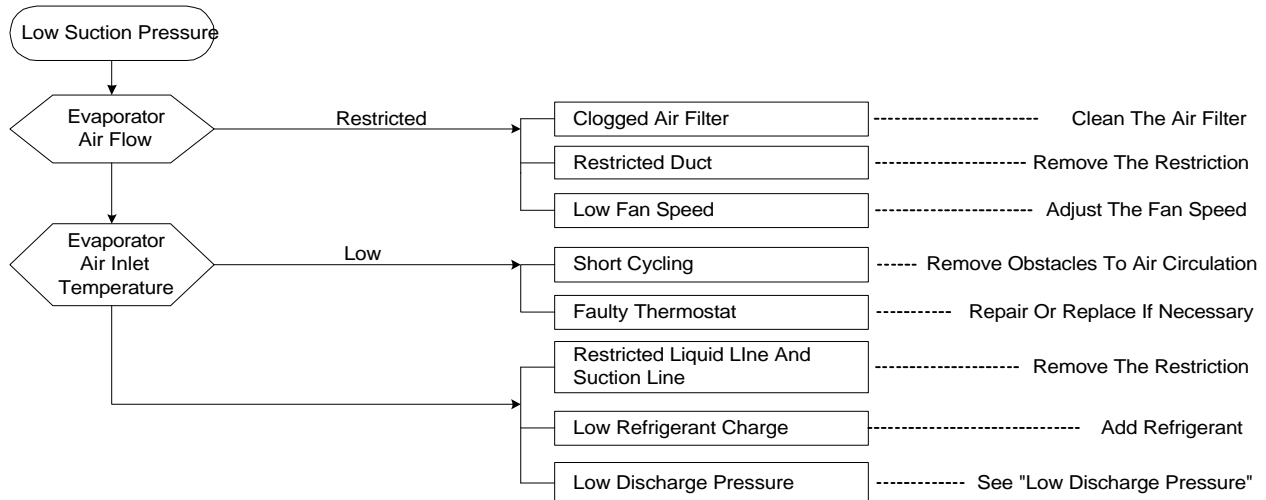 Low Suction Pressure
Evaporator
Air Flow
Restricted
Clogged Air Filter
Clean The Air Filter
Restricted Duct
Remove The Restriction
Low Fan Speed
Adjust The Fan Speed
Evaporator
Air Inlet
Temperature
Low
Short Cycling
Remove Obstacles To Air Circulation
Faulty Thermostat
Repair Or Replace If Necessary
Restricted Liquid LIne And
Suction Line
Remove The Restriction
Low Refrigerant Charge
Add Refrigerant
Low Discharge Pressure
See "Low Discharge Pressure"